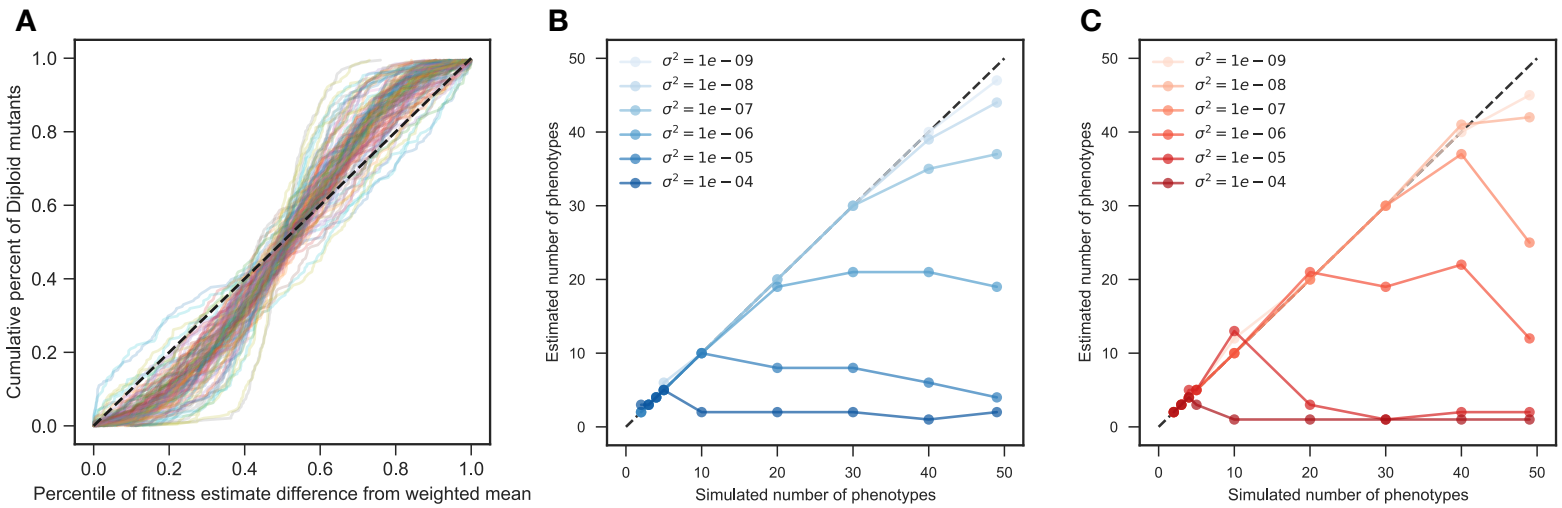 A
Cumulative percent of Diploid mutants
1.0
0.8
0.6
0.4
0.2
0.0
0.0 0.2 0.4 0.6 0.8 1.0
Percentile of fitness estimate difference from weighted mean
B
Estimated number of phenotypes
50
40
30
20
10
0
σ² = 1e − 09
σ² = 1e − 08
σ² = 1e − 07
σ² = 1e − 06
σ² = 1e − 05
σ² = 1e − 04
0 10 20 30 40 50
Simulated number of phenotypes
C
Estimated number of phenotypes
50
40
30
20
10
0
σ² = 1e − 09
σ² = 1e − 08
σ² = 1e − 07
σ² = 1e − 06
σ² = 1e − 05
σ² = 1e − 04
0 10 20 30 40 50
Simulated number of phenotypes